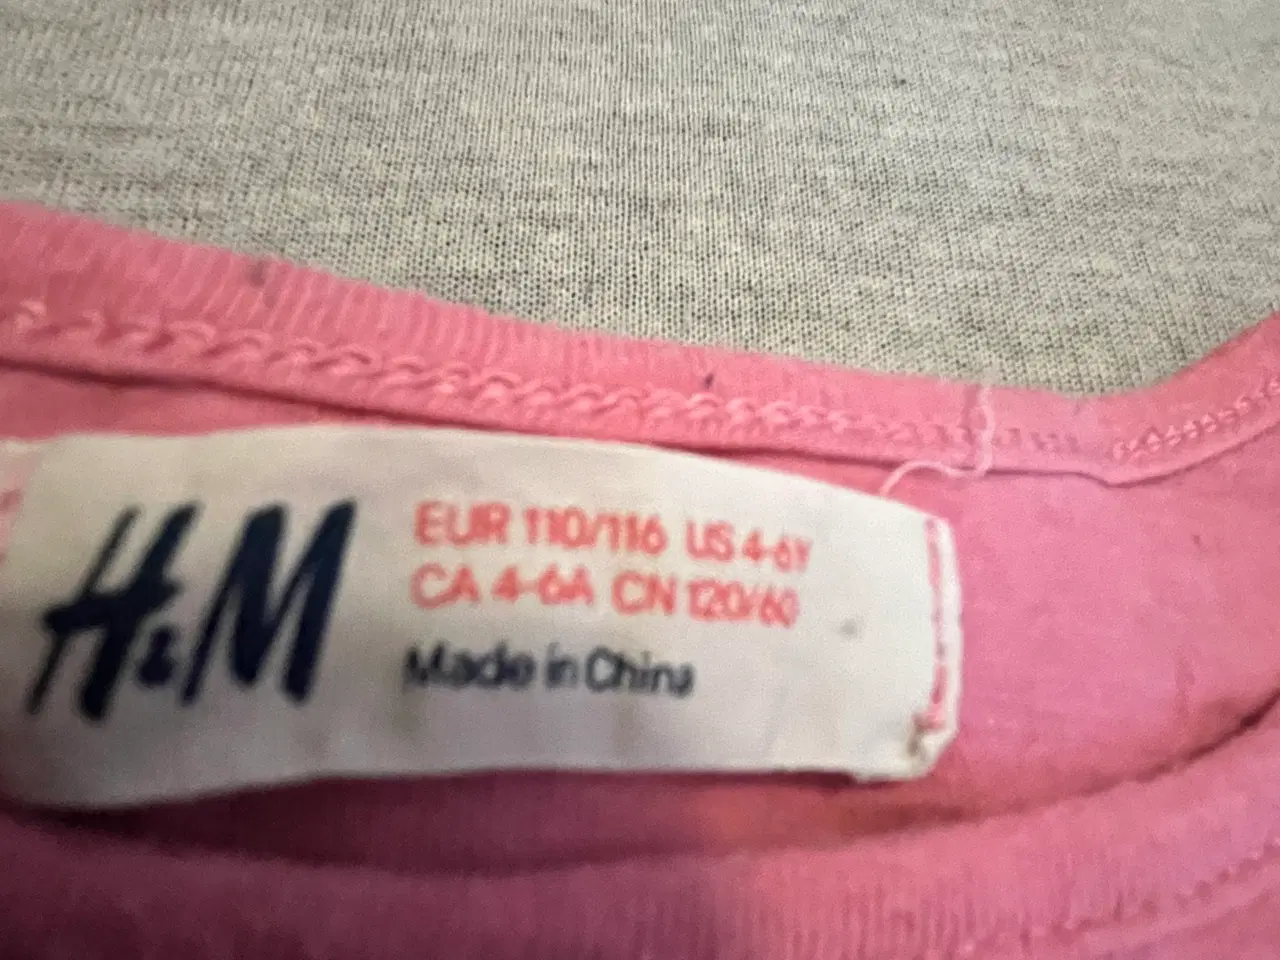 H&M
EUR 110/116 US 4-6Y
CA 4-6A CN 120/60
Made in China